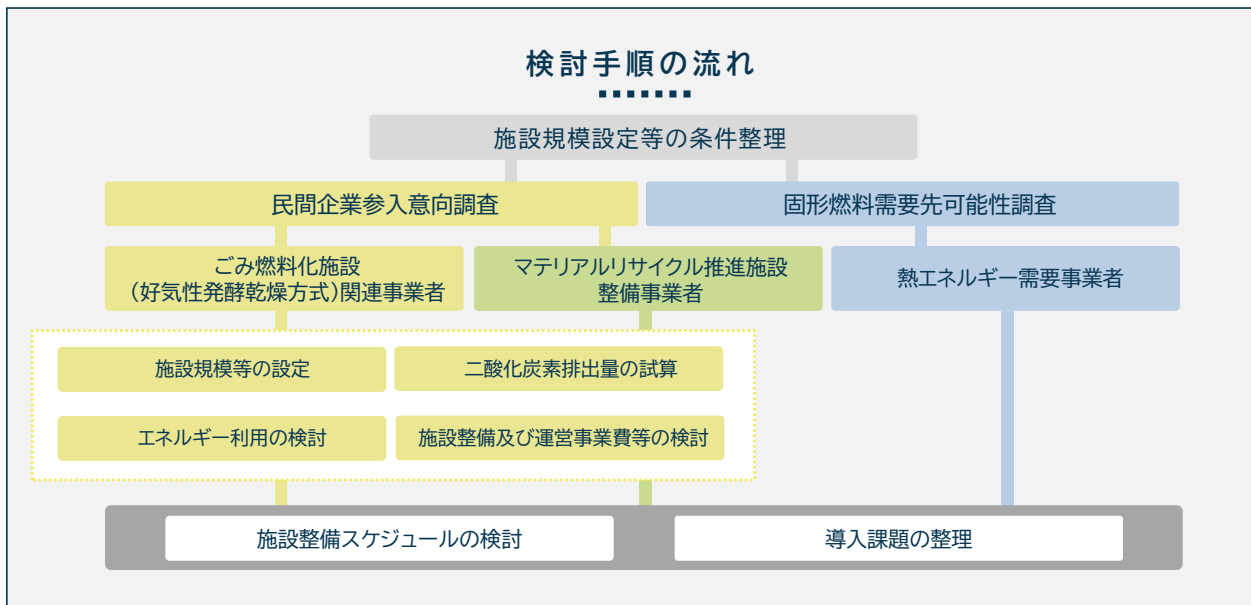 検討手順の流れ
施設規模設定等の条件整理
民間企業参入意向調査
固形燃料需要先可能性調査
ごみ燃料化施設
(好気性発酵乾燥方式)関連事業者
マテリアルリサイクル推進施設
整備事業者
熱エネルギー需要事業者
施設規模等の設定
二酸化炭素排出量の試算
エネルギー利用の検討
施設整備及び運営事業費等の検討
施設整備スケジュールの検討
導入課題の整理